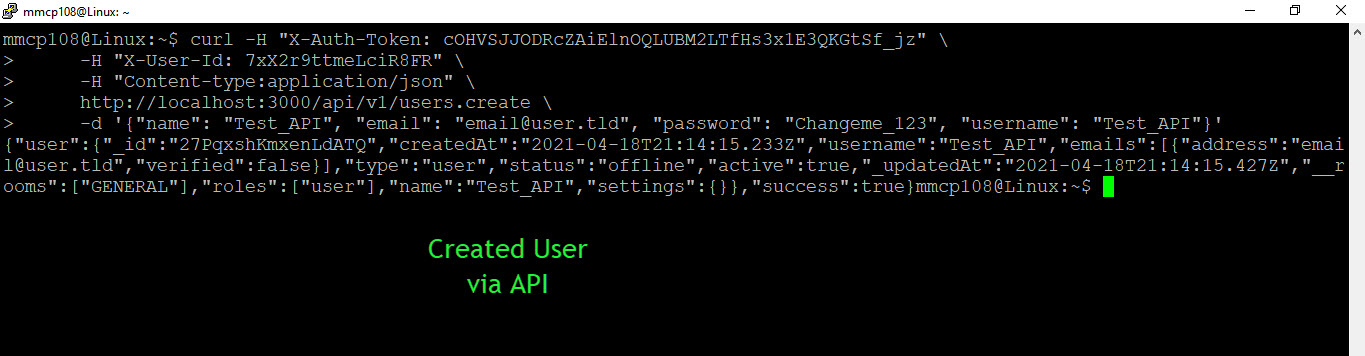 mmcp108@Linux: ~
mmcp108@Linux:~$ curl -H "X-Auth-Token: cOHVSJJODRcZAiElnOQLUBM2LTfHs3x1E3QKGtSf_jz" \
>      -H "X-User-Id: 7xX2r9ttmeLciR8FR" \
>      -H "Content-type:application/json" \
>      http://localhost:3000/api/v1/users.create \
>      -d '{"name": "Test_API", "email": "email@user.tld", "password": "Changeme_123", "username": "Test_API"}'
{"user":{"_id":"27PqxshKmxenLdATQ","createdAt":"2021-04-18T21:14:15.233Z","username":"Test_API","emails":[{"address":"emai
l@user.tld","verified":false}],"type":"user","status":"offline","active":true,"_updatedAt":"2021-04-18T21:14:15.427Z","__r
ooms":["GENERAL"],"roles":["user"],"name":"Test_API","settings":{}},"success":true}mmcp108@Linux:~$
Created User
via API